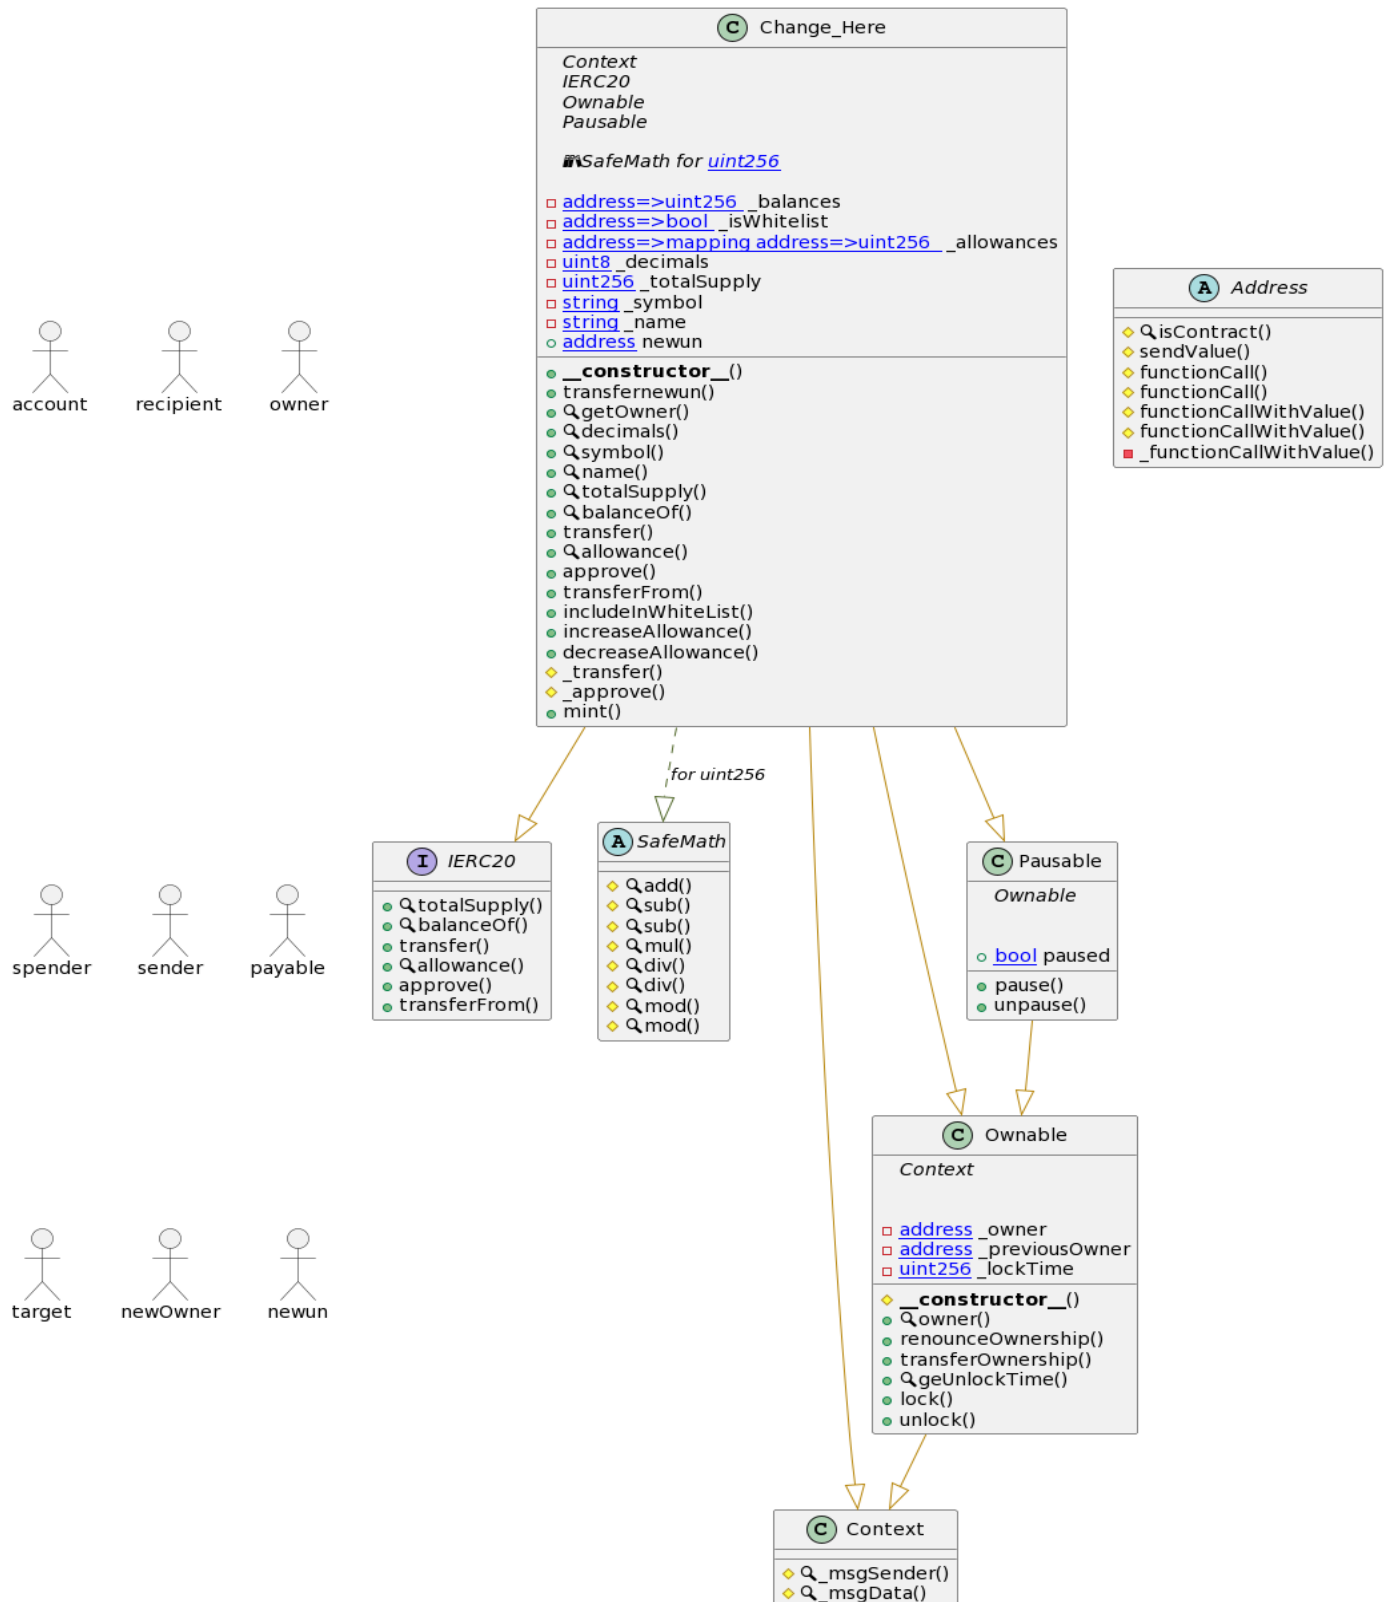 C Change_Here
Context
IERC20
Ownable
Pausable
SafeMath for uint256
address=>uint256 _balances
address=>bool _isWhitelist
address=>mapping address=>uint256 _allowances
uint8 _decimals
uint256 _totalSupply
string _symbol
string _name
address newun
__constructor__()
transfernewun()
getOwner()
decimals()
symbol()
name()
totalSupply()
balanceOf()
transfer()
allowance()
approve()
transferFrom()
includeInWhiteList()
increaseAllowance()
decreaseAllowance()
_transfer()
_approve()
mint()
A Address
isContract()
sendValue()
functionCall()
functionCall()
functionCallWithValue()
functionCallWithValue()
_functionCallWithValue()
account recipient owner
for uint256
I IERC20
totalSupply()
balanceOf()
transfer()
allowance()
approve()
transferFrom()
A SafeMath
add()
sub()
sub()
mul()
div()
div()
mod()
mod()
C Pausable
Ownable
bool paused
pause()
unpause()
spender sender payable
C Ownable
Context
address _owner
address _previousOwner
uint256 _lockTime
__constructor__()
owner()
renounceOwnership()
transferOwnership()
geUnlockTime()
lock()
unlock()
target newOwner newun
C Context
_msgSender()
_msgData()